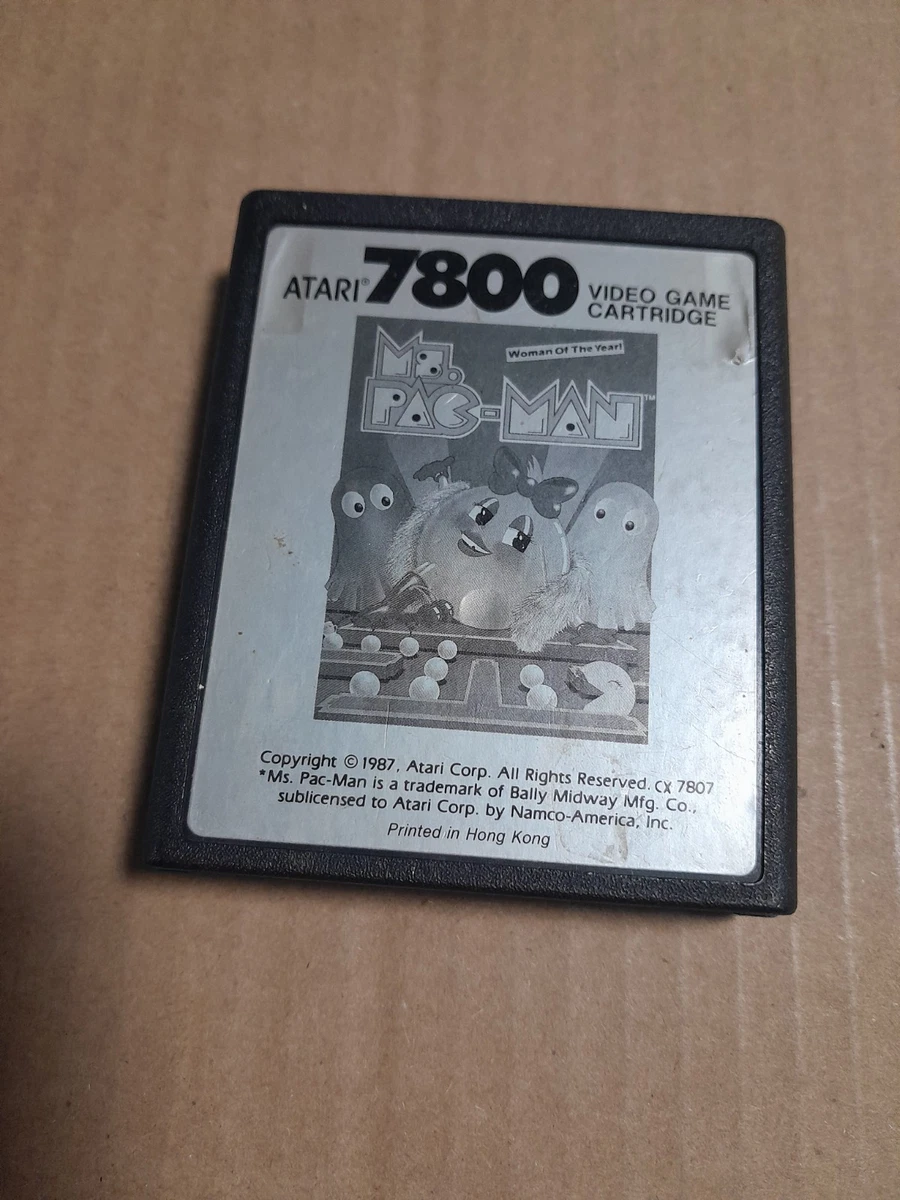 ATARI® 7800 VIDEO GAME
CARTRIDGE
Woman Of The Year!
MS.
PAC-MAN™
Copyright © 1987, Atari Corp. All Rights Reserved. CX 7807
*Ms. Pac-Man is a trademark of Bally Midway Mfg. Co.,
sublicensed to Atari Corp. by Namco-America, Inc.
Printed in Hong Kong